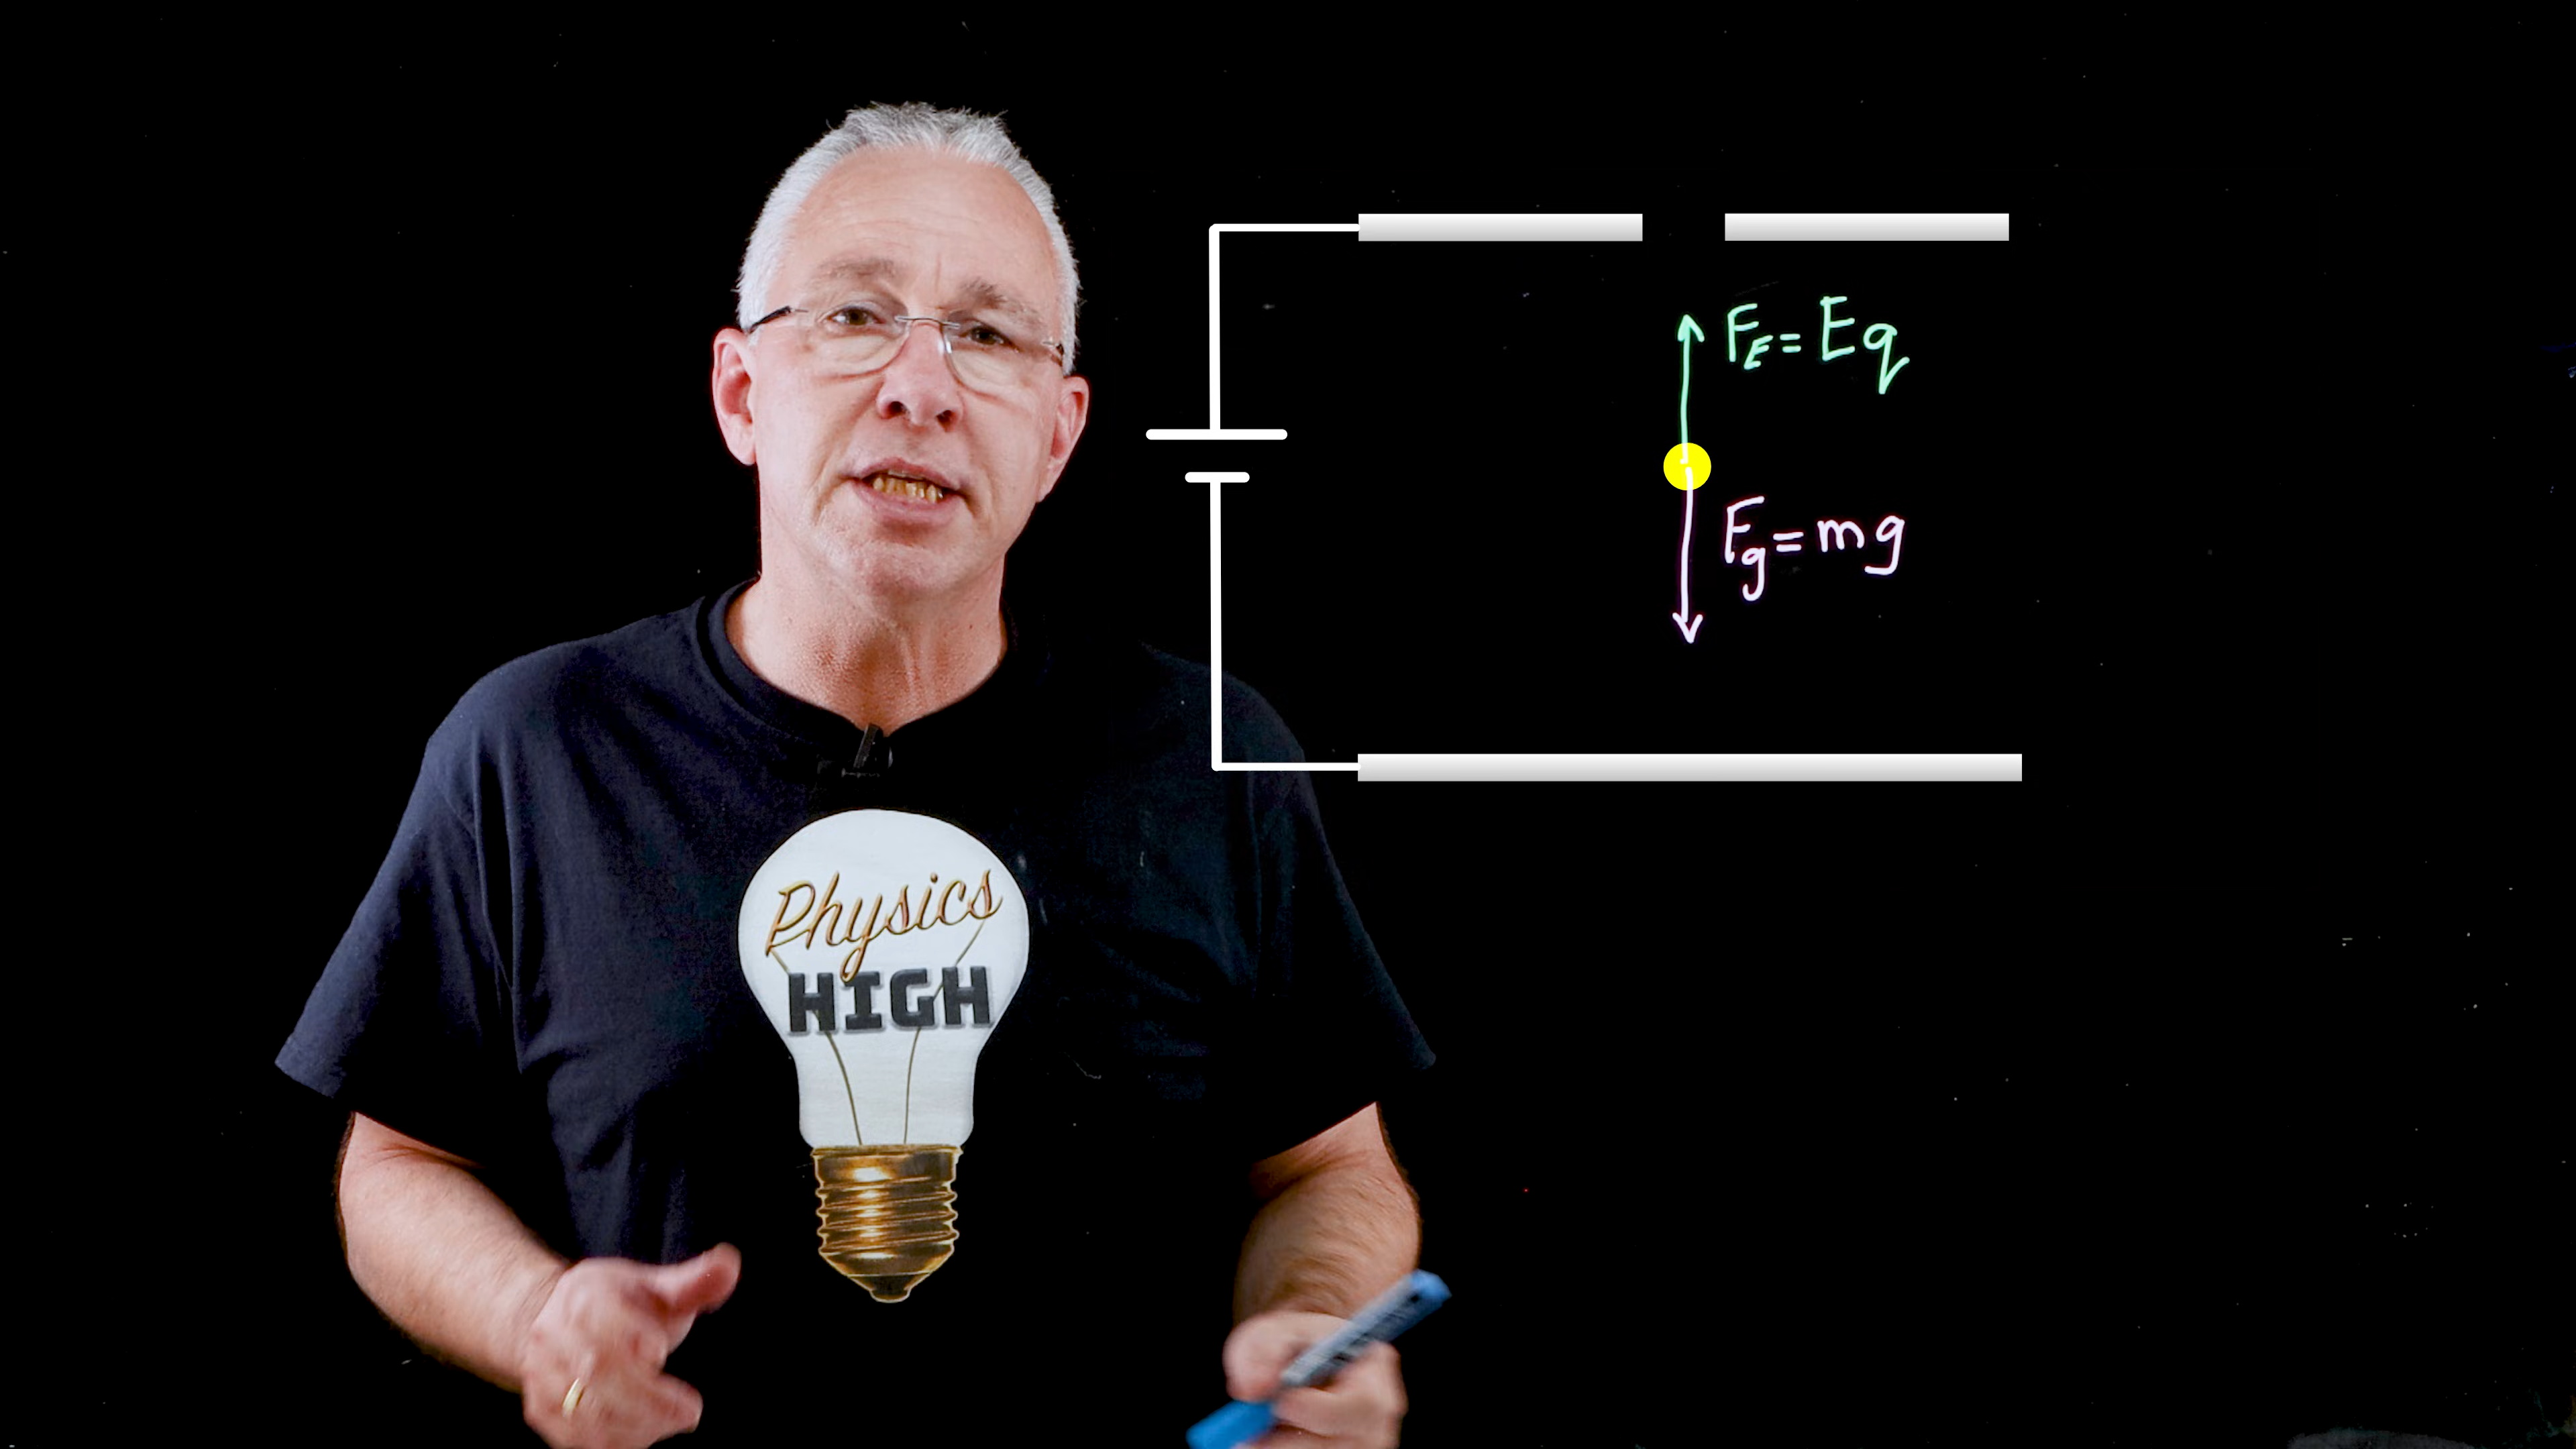 F_E = Eq
F_g = mg
Physics
HIGH